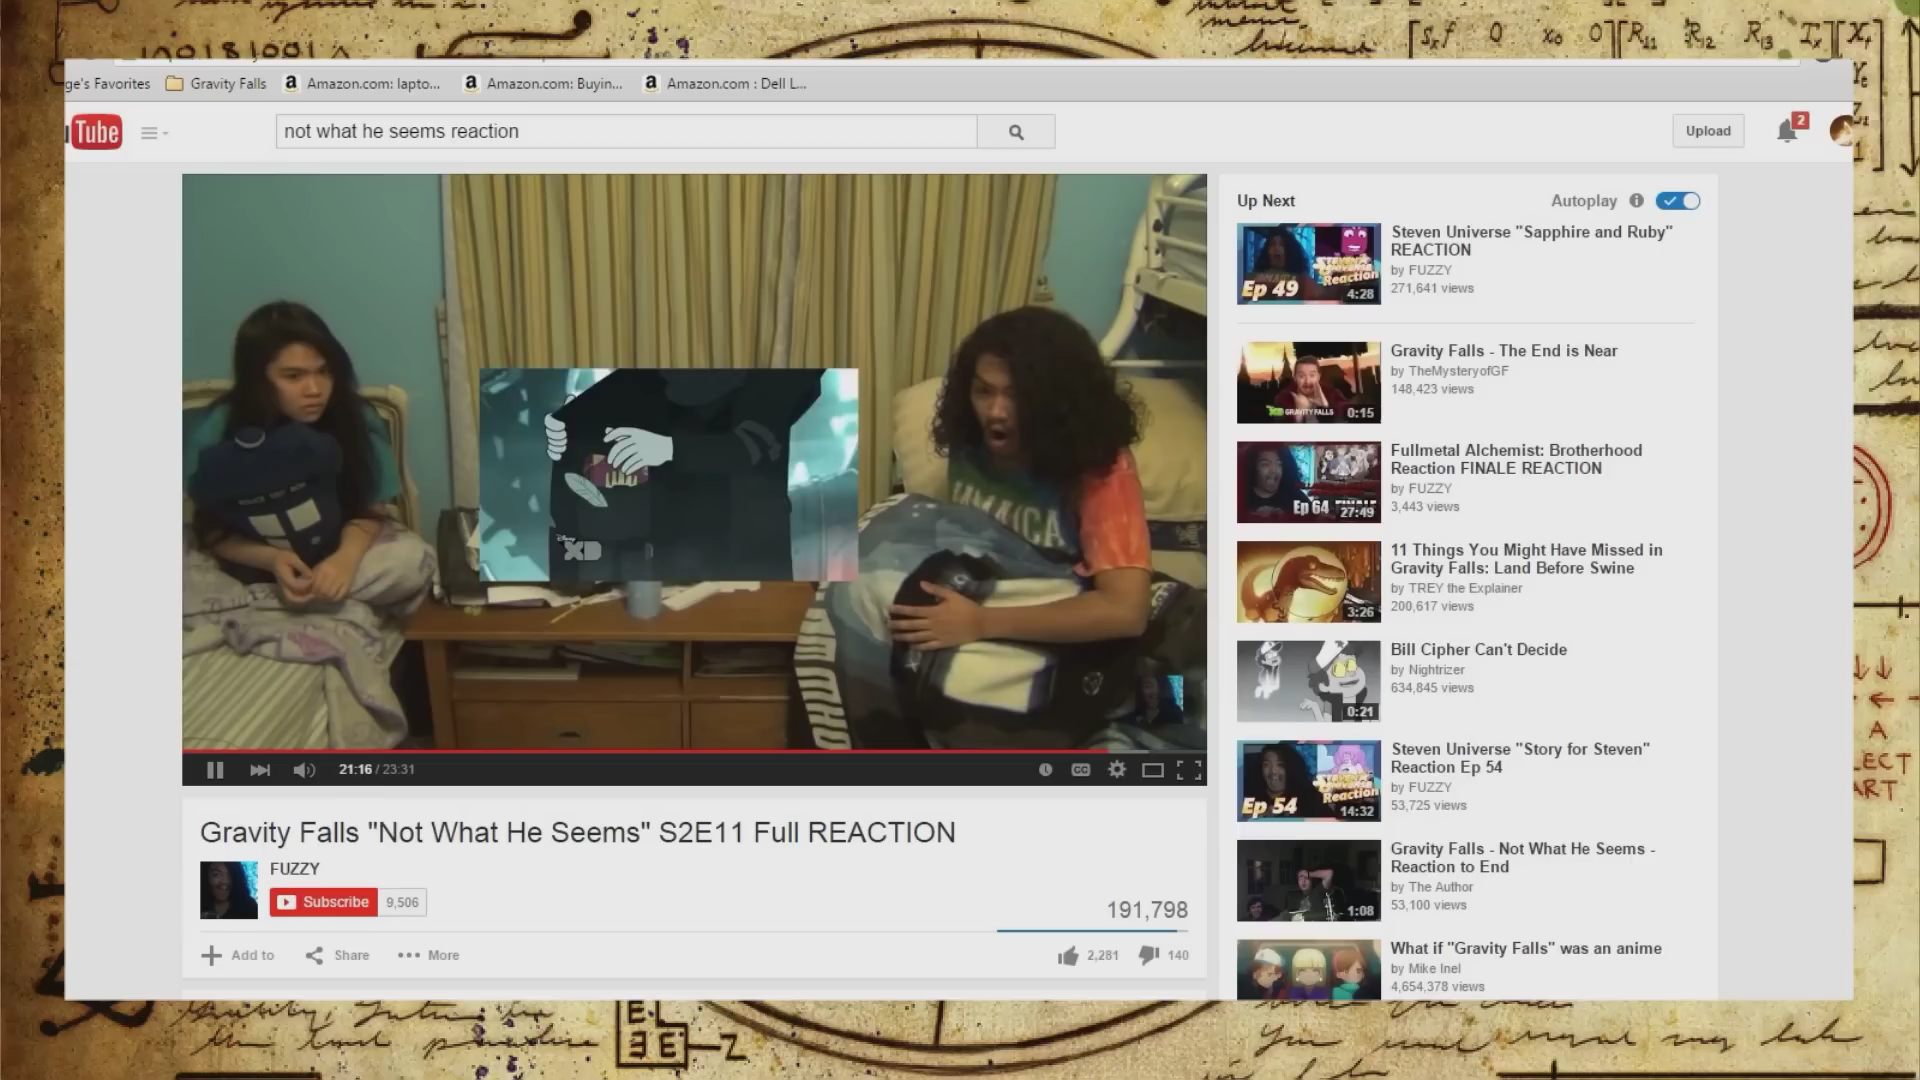 ge's Favorites
Gravity Falls
Amazon.com: lapto...
Amazon.com: Buyin...
Amazon.com : Dell L...
Tube
not what he seems reaction
Upload
2
Up Next
Autoplay
Steven Universe "Sapphire and Ruby"
REACTION
by FUZZY
271,641 views
Ep 49
Reaction
4:28
Gravity Falls - The End is Near
by TheMysteryofGF
148,423 views
GRAVITY FALLS
0:15
Fullmetal Alchemist: Brotherhood
Reaction FINALE REACTION
by FUZZY
3,443 views
Ep 64
27:49
11 Things You Might Have Missed in
Gravity Falls: Land Before Swine
by TREY the Explainer
200,617 views
3:26
Bill Cipher Can't Decide
by Nightrizer
634,845 views
0:21
Steven Universe "Story for Steven"
Reaction Ep 54
by FUZZY
53,725 views
Ep 54
Reaction
14:32
Gravity Falls - Not What He Seems -
Reaction to End
by The Author
53,100 views
1:08
What if "Gravity Falls" was an anime
by Mike Inel
4,654,378 views
JAMAICA
Disney
XD
21:16 / 23:31
CC
Gravity Falls "Not What He Seems" S2E11 Full REACTION
FUZZY
Subscribe
9,506
191,798
Add to
Share
More
2,281
140